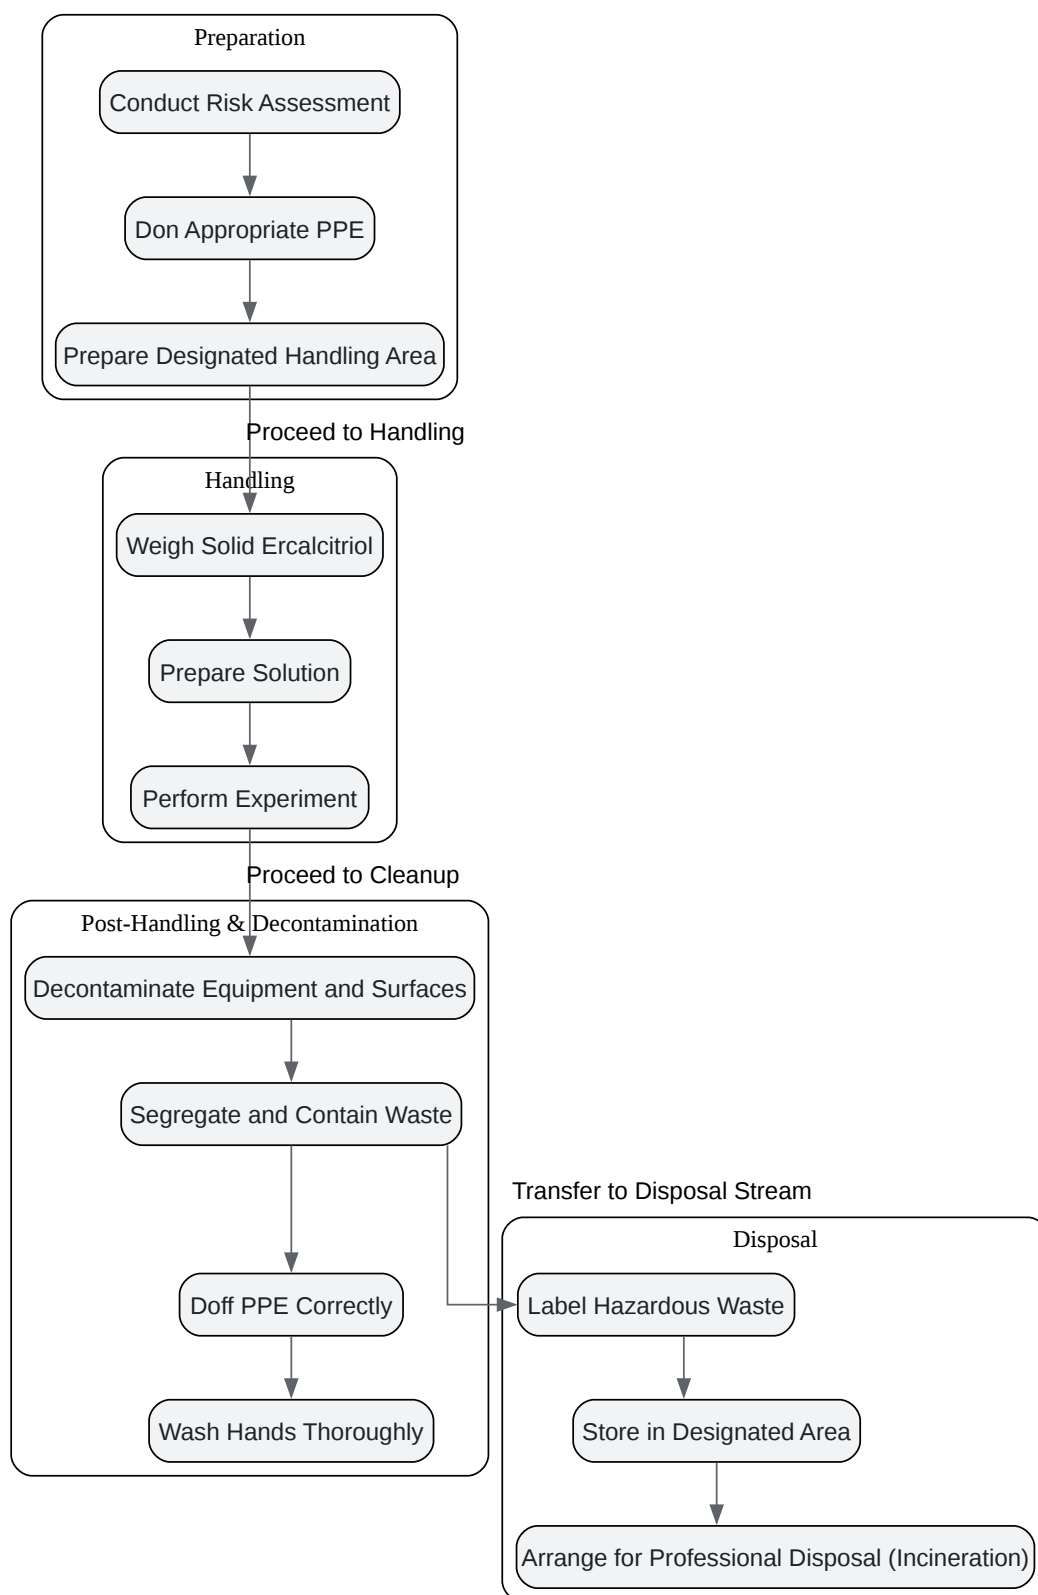 Preparation
Conduct Risk Assessment
Don Appropriate PPE
Prepare Designated Handling Area
Proceed to Handling
Handling
Weigh Solid Ercalcitriol
Prepare Solution
Perform Experiment
Proceed to Cleanup
Post-Handling & Decontamination
Decontaminate Equipment and Surfaces
Segregate and Contain Waste
Transfer to Disposal Stream
Disposal
Doff PPE Correctly
Label Hazardous Waste
Wash Hands Thoroughly
Store in Designated Area
Arrange for Professional Disposal (Incineration)